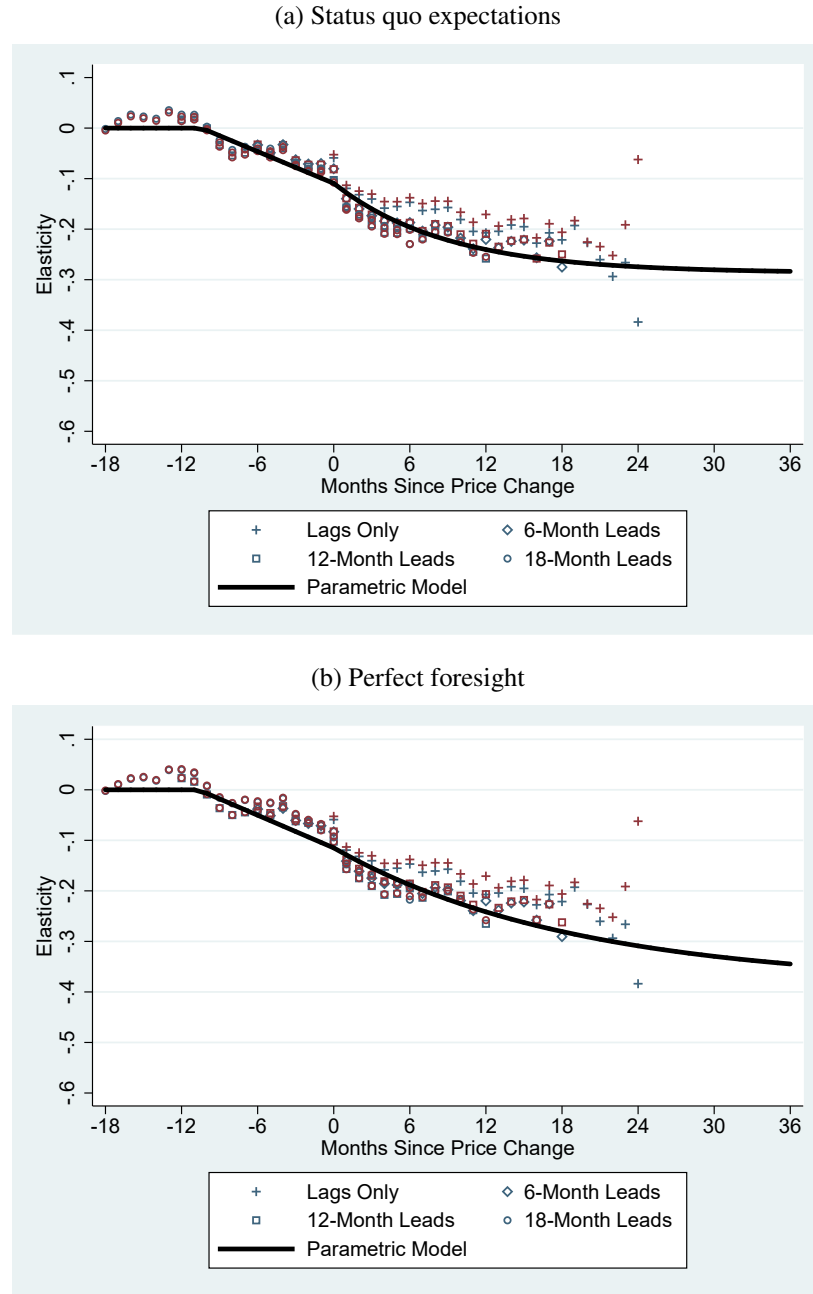 (a) Status quo expectations
.1
0
-.1
-.2
-.3
-.4
-.5
-.6
Elasticity
-18 -12 -6 0 6 12 18 24 30 36
Months Since Price Change
Lags Only 6-Month Leads
12-Month Leads 18-Month Leads
Parametric Model
(b) Perfect foresight
.1
0
-.1
-.2
-.3
-.4
-.5
-.6
Elasticity
-18 -12 -6 0 6 12 18 24 30 36
Months Since Price Change
Lags Only 6-Month Leads
12-Month Leads 18-Month Leads
Parametric Model